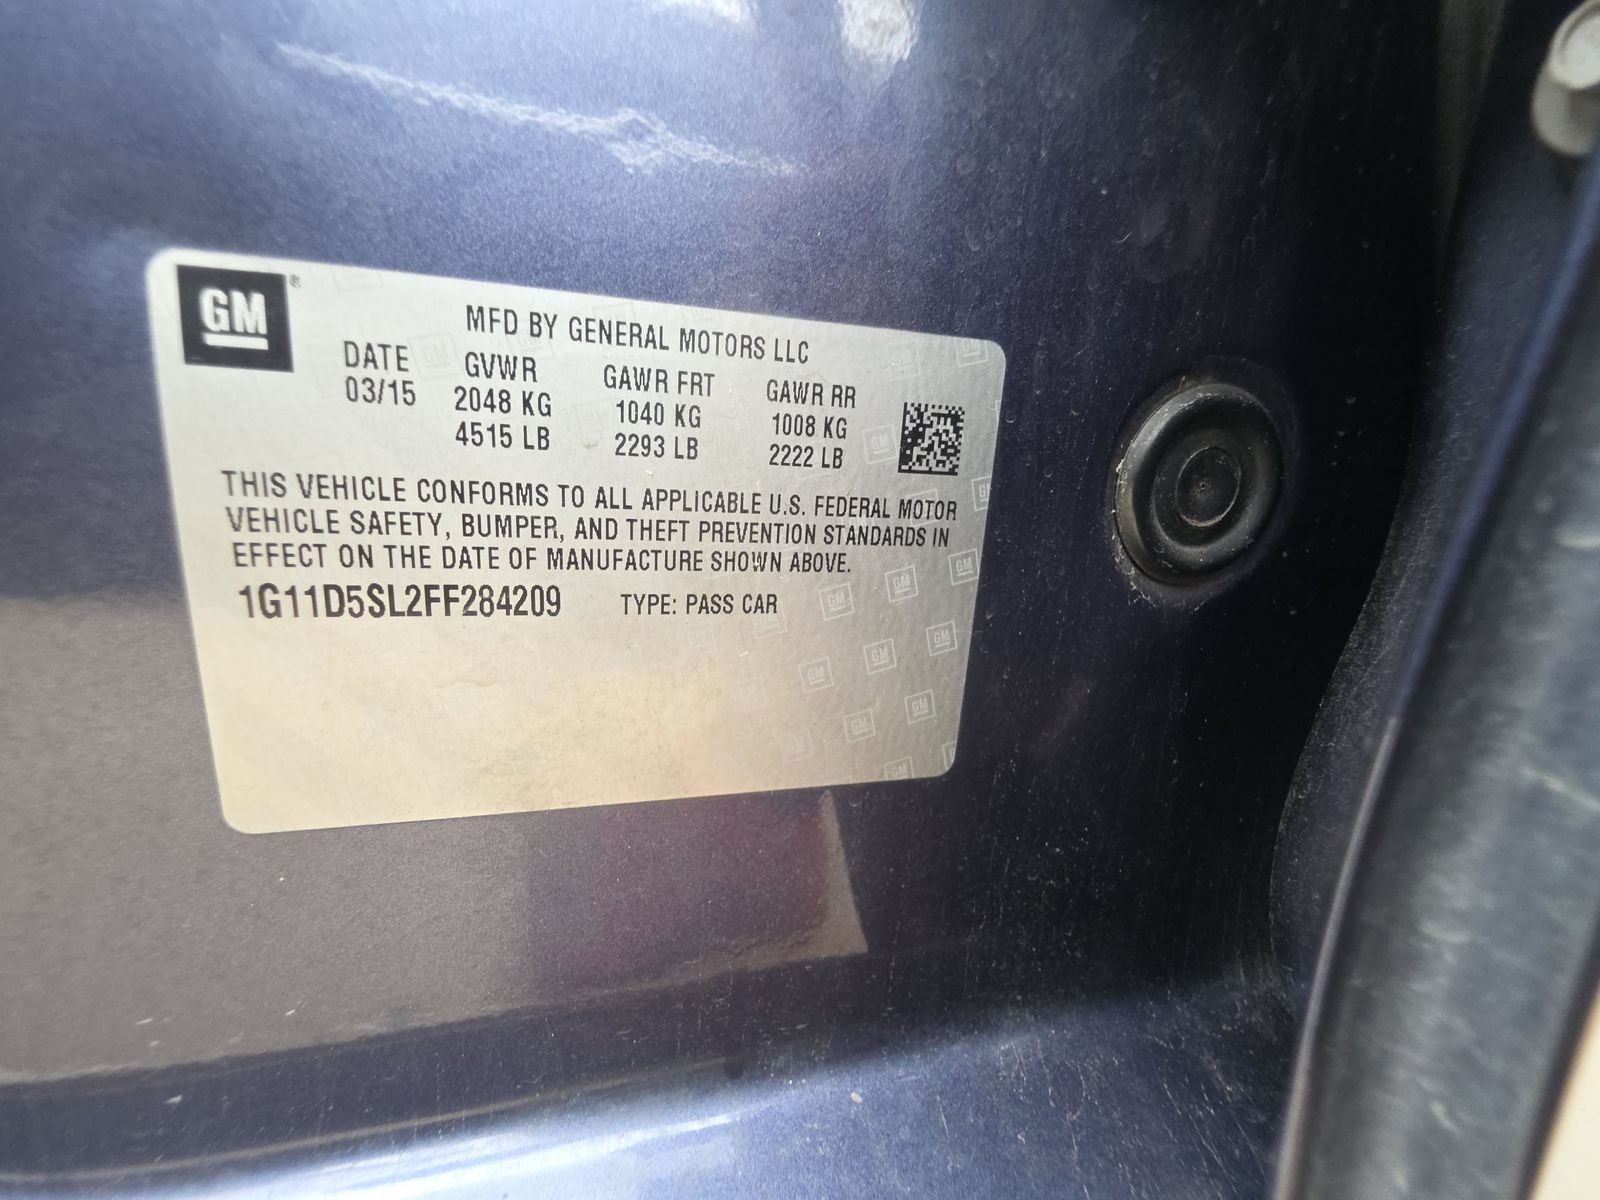 GM®
MFD BY GENERAL MOTORS LLC
DATE GVWR GAWR FRT GAWR RR
03/15 2048 KG 1040 KG 1008 KG
4515 LB 2293 LB 2222 LB
THIS VEHICLE CONFORMS TO ALL APPLICABLE U.S. FEDERAL MOTOR
VEHICLE SAFETY, BUMPER, AND THEFT PREVENTION STANDARDS IN
EFFECT ON THE DATE OF MANUFACTURE SHOWN ABOVE.
1G11D5SL2FF284209 TYPE: PASS CAR